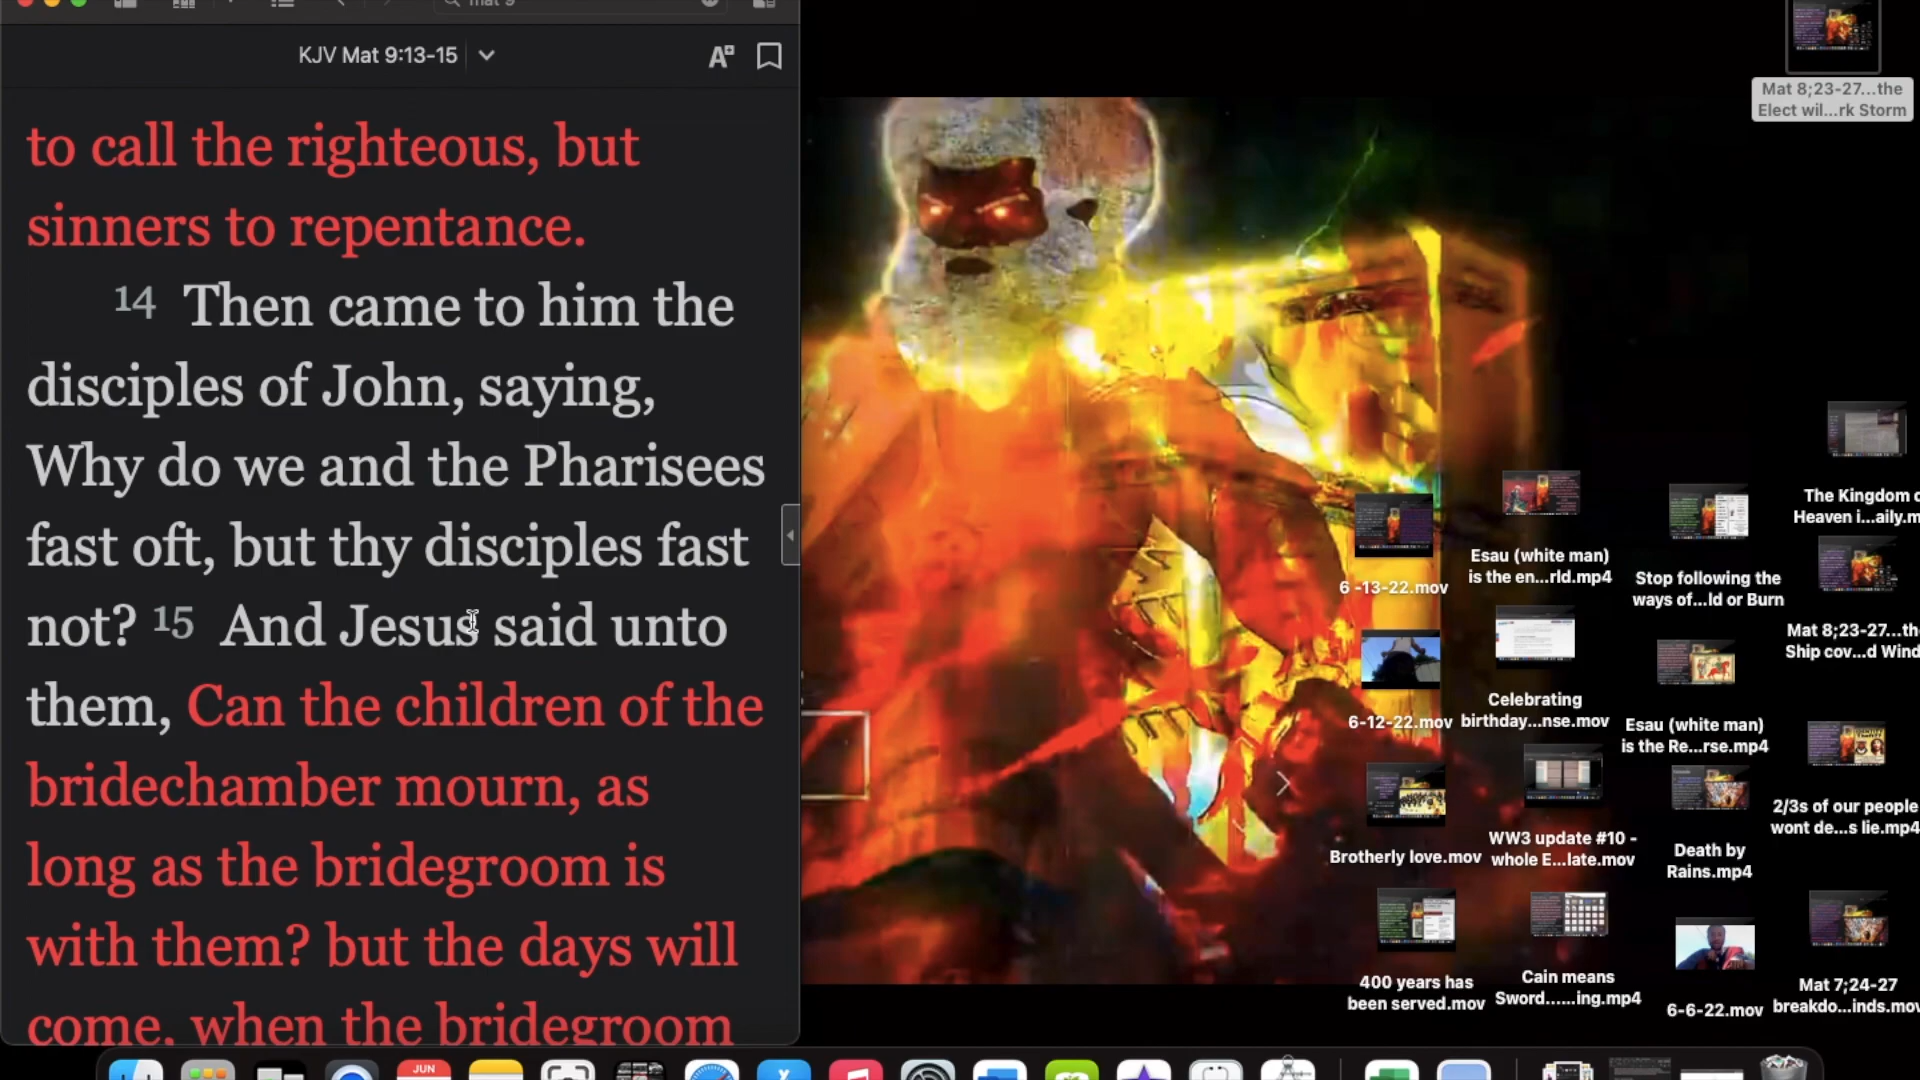 mat 9
KJV Mat 9:13-15
to call the righteous, but
sinners to repentance.
14 Then came to him the
disciples of John, saying,
Why do we and the Pharisees
fast oft, but thy disciples fast
not? 15 And Jesus said unto
them, Can the children of the
bridechamber mourn, as
long as the bridegroom is
with them? but the days will
come, when the bridegroom
Mat 8;23-27...the
Elect wil...rk Storm
The Kingdom o
Heaven i...aily.m
Esau (white man)
is the en...rld.mp4
Stop following the
ways of...ld or Burn
6 -13-22.mov
Mat 8;23-27...th
Ship cov...d Wind
Celebrating
birthday...nse.mov
6-12-22.mov
Esau (white man)
is the Re...rse.mp4
2/3s of our people
wont de...s lie.mp4
WW3 update #10 -
whole E...late.mov
Death by
Rains.mp4
Brotherly love.mov
400 years has
been served.mov
Cain means
Sword......ing.mp4
6-6-22.mov
Mat 7;24-27
breakdo...inds.mov
JUN